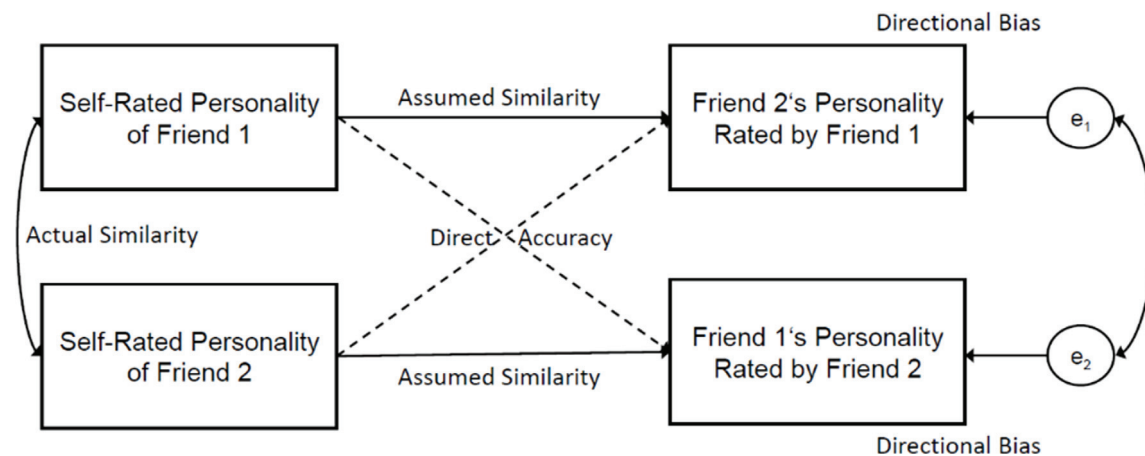 Directional Bias
Self-Rated Personality
of Friend 1
Assumed Similarity
Friend 2‘s Personality
Rated by Friend 1
e1
Actual Similarity
Direct Accuracy
Self-Rated Personality
of Friend 2
Assumed Similarity
Friend 1‘s Personality
Rated by Friend 2
e2
Directional Bias